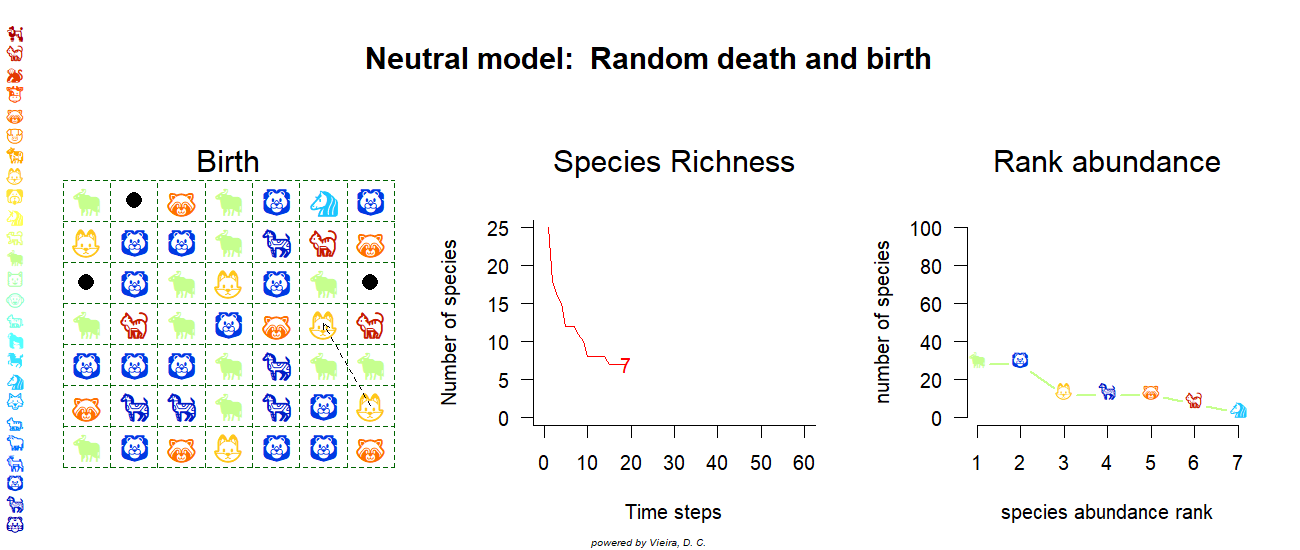 Neutral model:  Random death and birth
Birth
Species Richness
Rank abundance
Number of species
25
20
15
10
5
0
7
0 10 20 30 40 50 60
Time steps
number of species
100
80
60
40
20
0
1 2 3 4 5 6 7
species abundance rank
powered by Vieira, D. C.